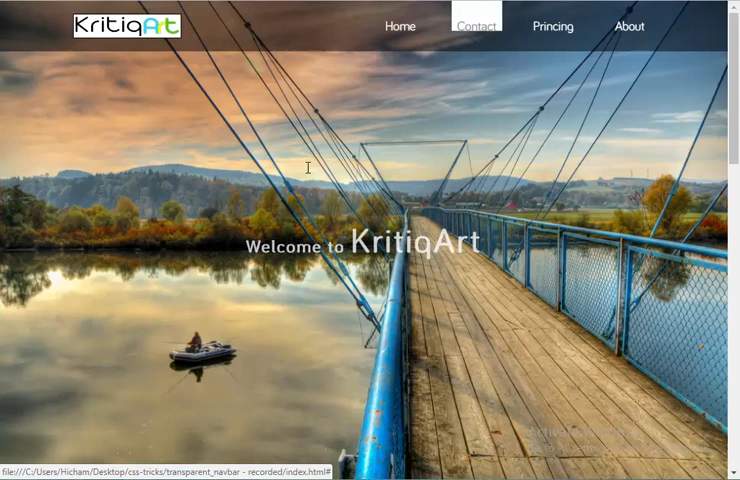 KritiqArt
Home Contact Princing About
Welcome to KritiqArt
file:///C:/Users/Hicham/Desktop/css-tricks/transparent_navbar - recorded/index.html#